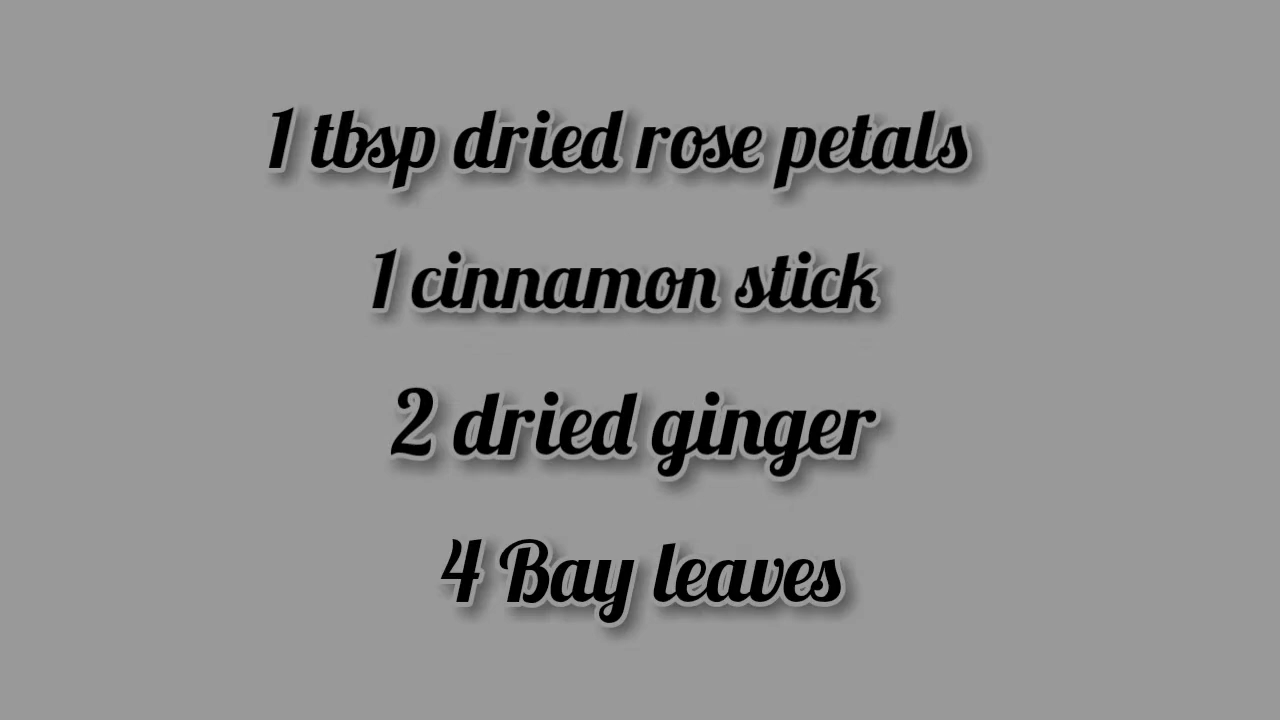 1 tbsp dried rose petals
1 cinnamon stick
2 dried ginger
4 Bay leaves